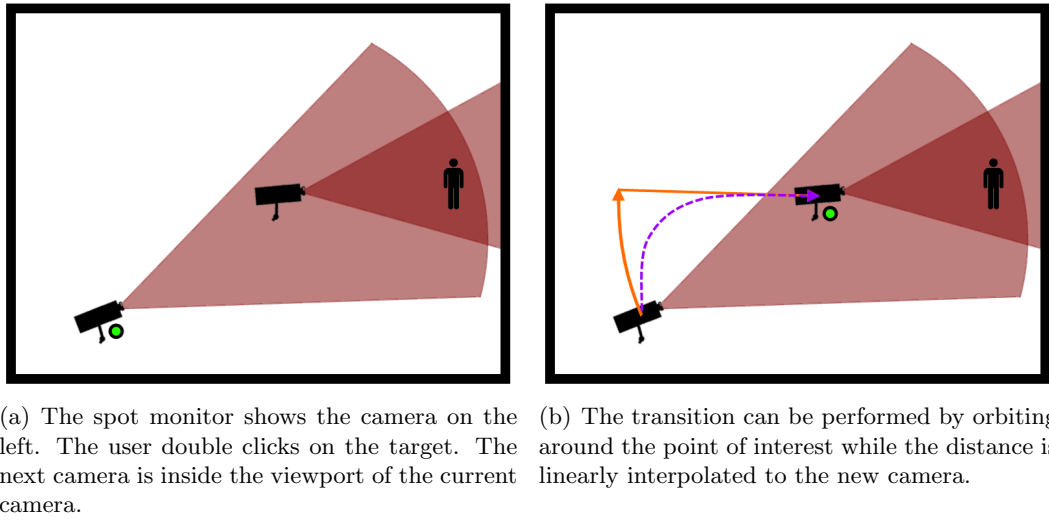 (a) The spot monitor shows the camera on the
left. The user double clicks on the target. The
next camera is inside the viewport of the current
camera.
(b) The transition can be performed by orbiting
around the point of interest while the distance is
linearly interpolated to the new camera.